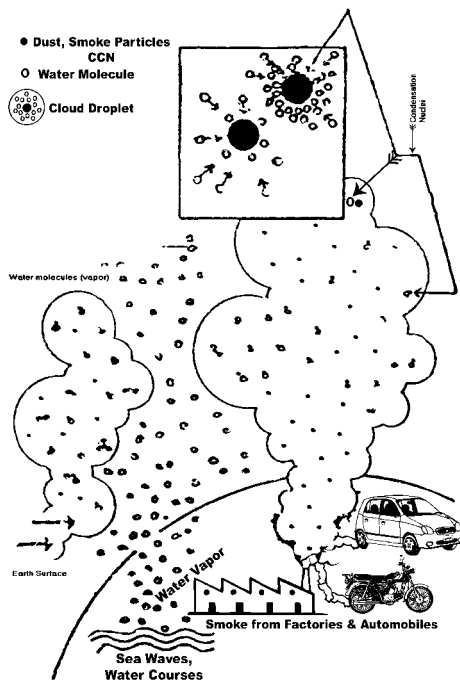 Dust, Smoke Particles
CCN
Water Molecule
Cloud Droplet
Condensation
Nuclei
Water molecules (vapor)
Earth Surface
Water Vapor
Smoke from Factories & Automobiles
Sea Waves,
Water Courses